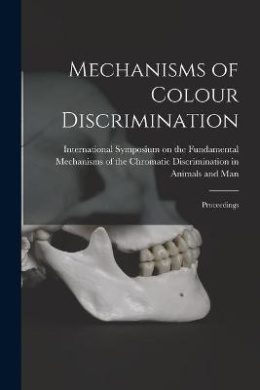 Mechanisms of
Colour
Discrimination
International Symposium on the Fundamental
Mechanisms of the Chromatic Discrimination in
Animals and Man
Proceedings